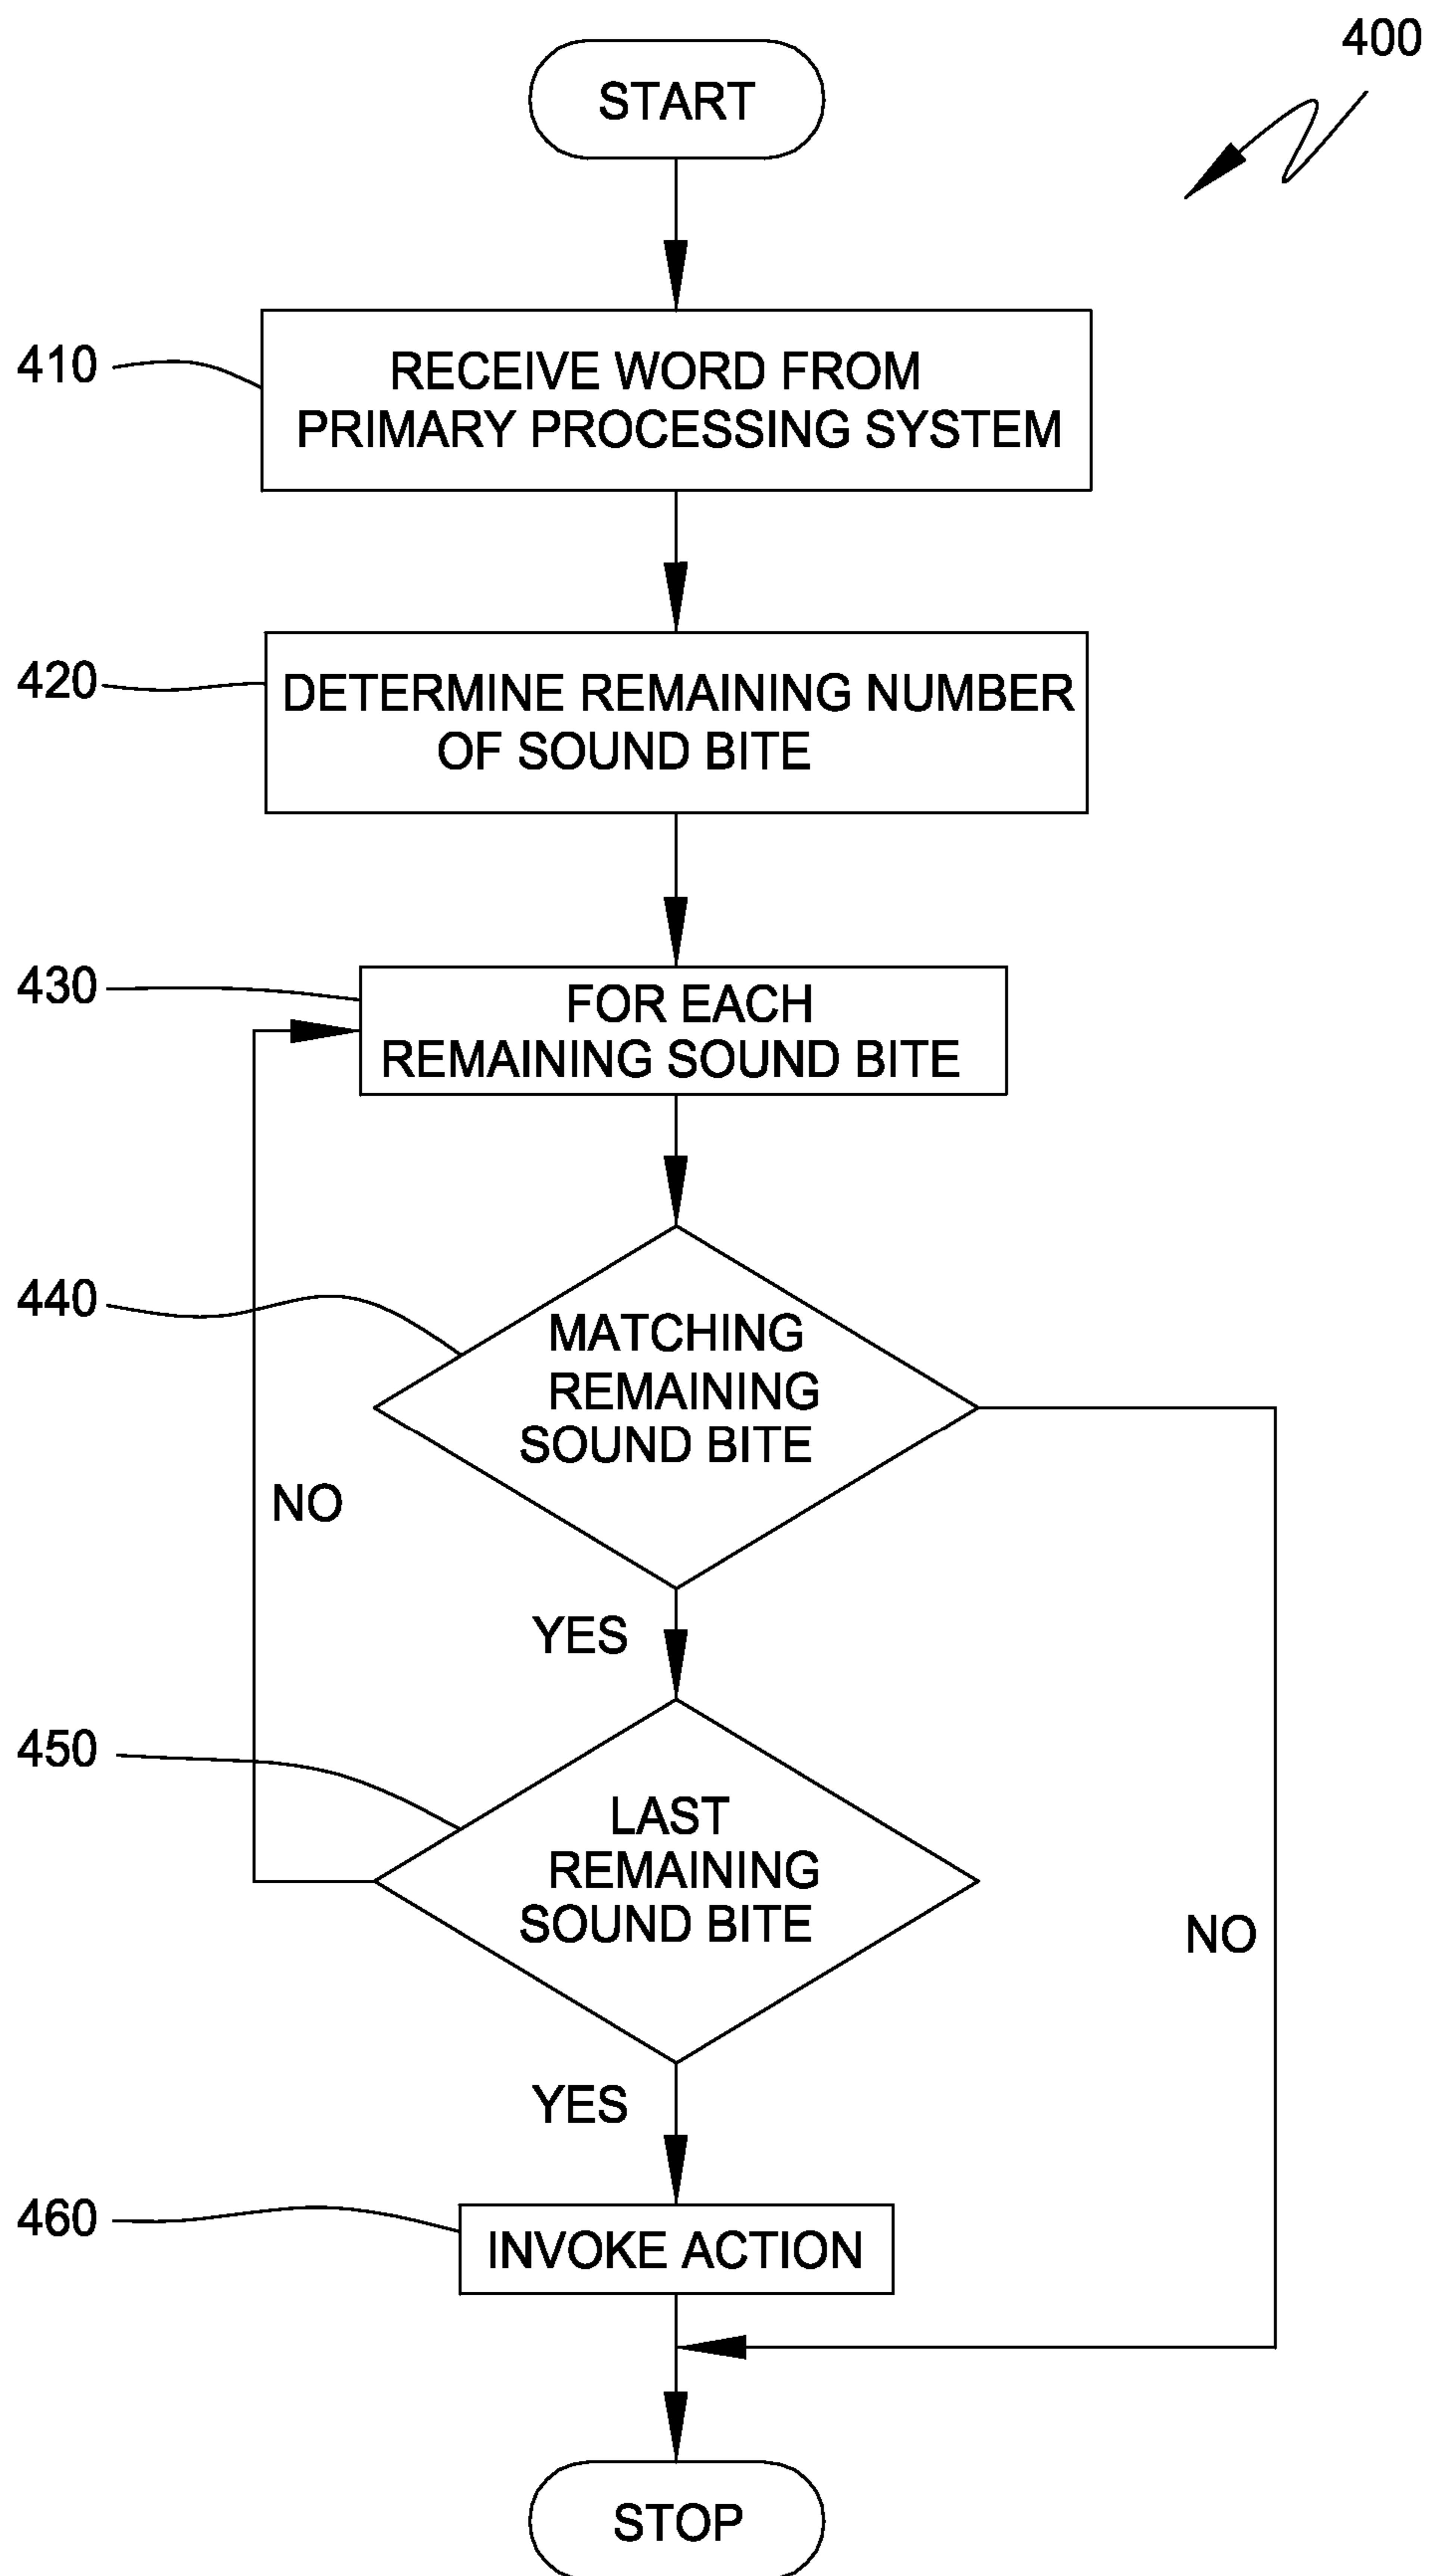 400
START
410
RECEIVE WORD FROM
PRIMARY PROCESSING SYSTEM
420
DETERMINE REMAINING NUMBER
OF SOUND BITE
430
FOR EACH
REMAINING SOUND BITE
440
MATCHING
REMAINING
SOUND BITE
NO
YES
450
LAST
REMAINING
SOUND BITE
NO
YES
460
INVOKE ACTION
STOP